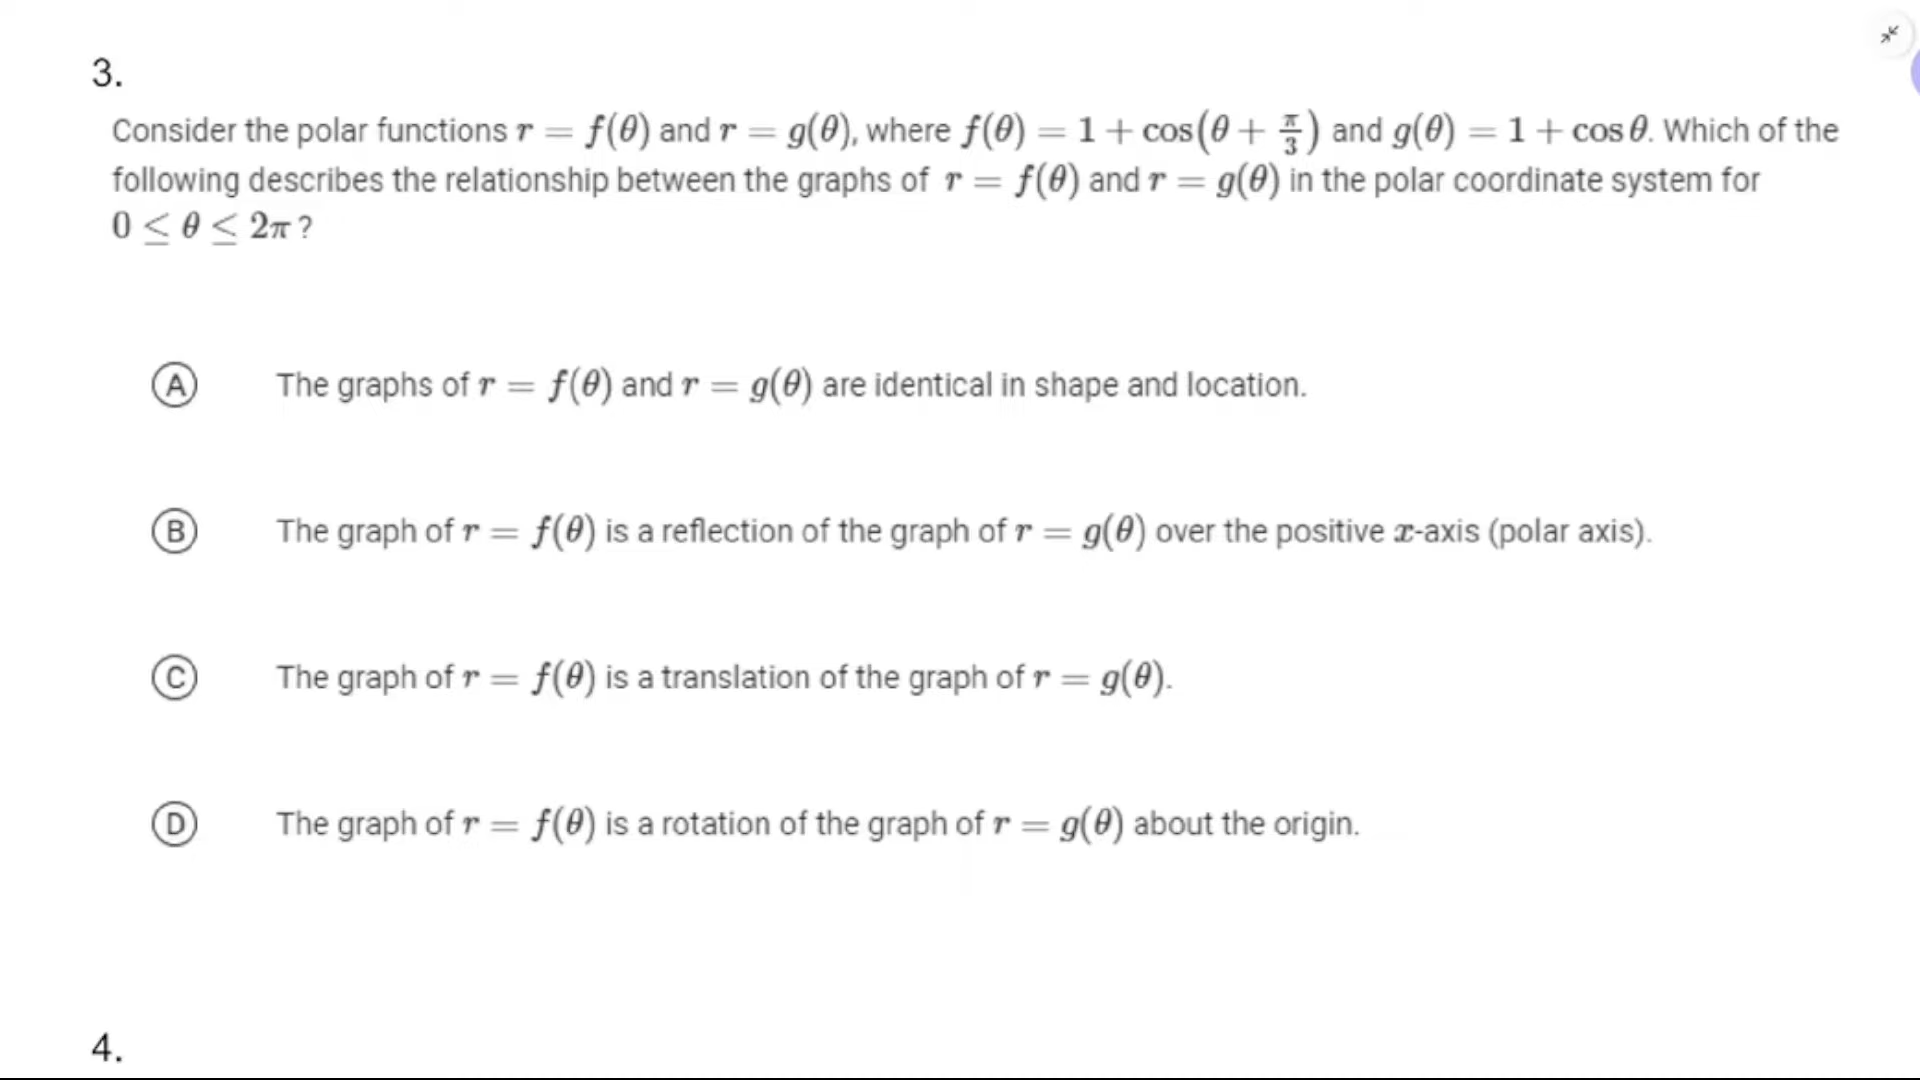 3.
Consider the polar functions r = f(θ) and r = g(θ), where f(θ) = 1 + cos(θ + π/3) and g(θ) = 1 + cos θ. Which of the
following describes the relationship between the graphs of r = f(θ) and r = g(θ) in the polar coordinate system for
0 ≤ θ ≤ 2π?
A The graphs of r = f(θ) and r = g(θ) are identical in shape and location.
B The graph of r = f(θ) is a reflection of the graph of r = g(θ) over the positive x-axis (polar axis).
C The graph of r = f(θ) is a translation of the graph of r = g(θ).
D The graph of r = f(θ) is a rotation of the graph of r = g(θ) about the origin.
4.